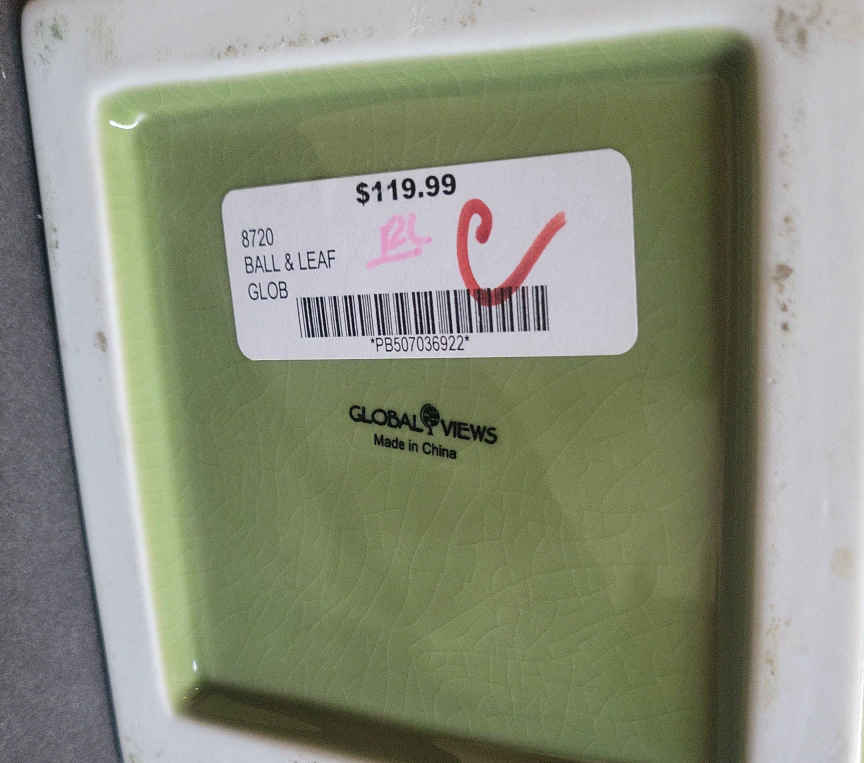 $119.99
8720
BALL & LEAF
GLOB
*PB507036922*
GLOBAL VIEWS
Made in China